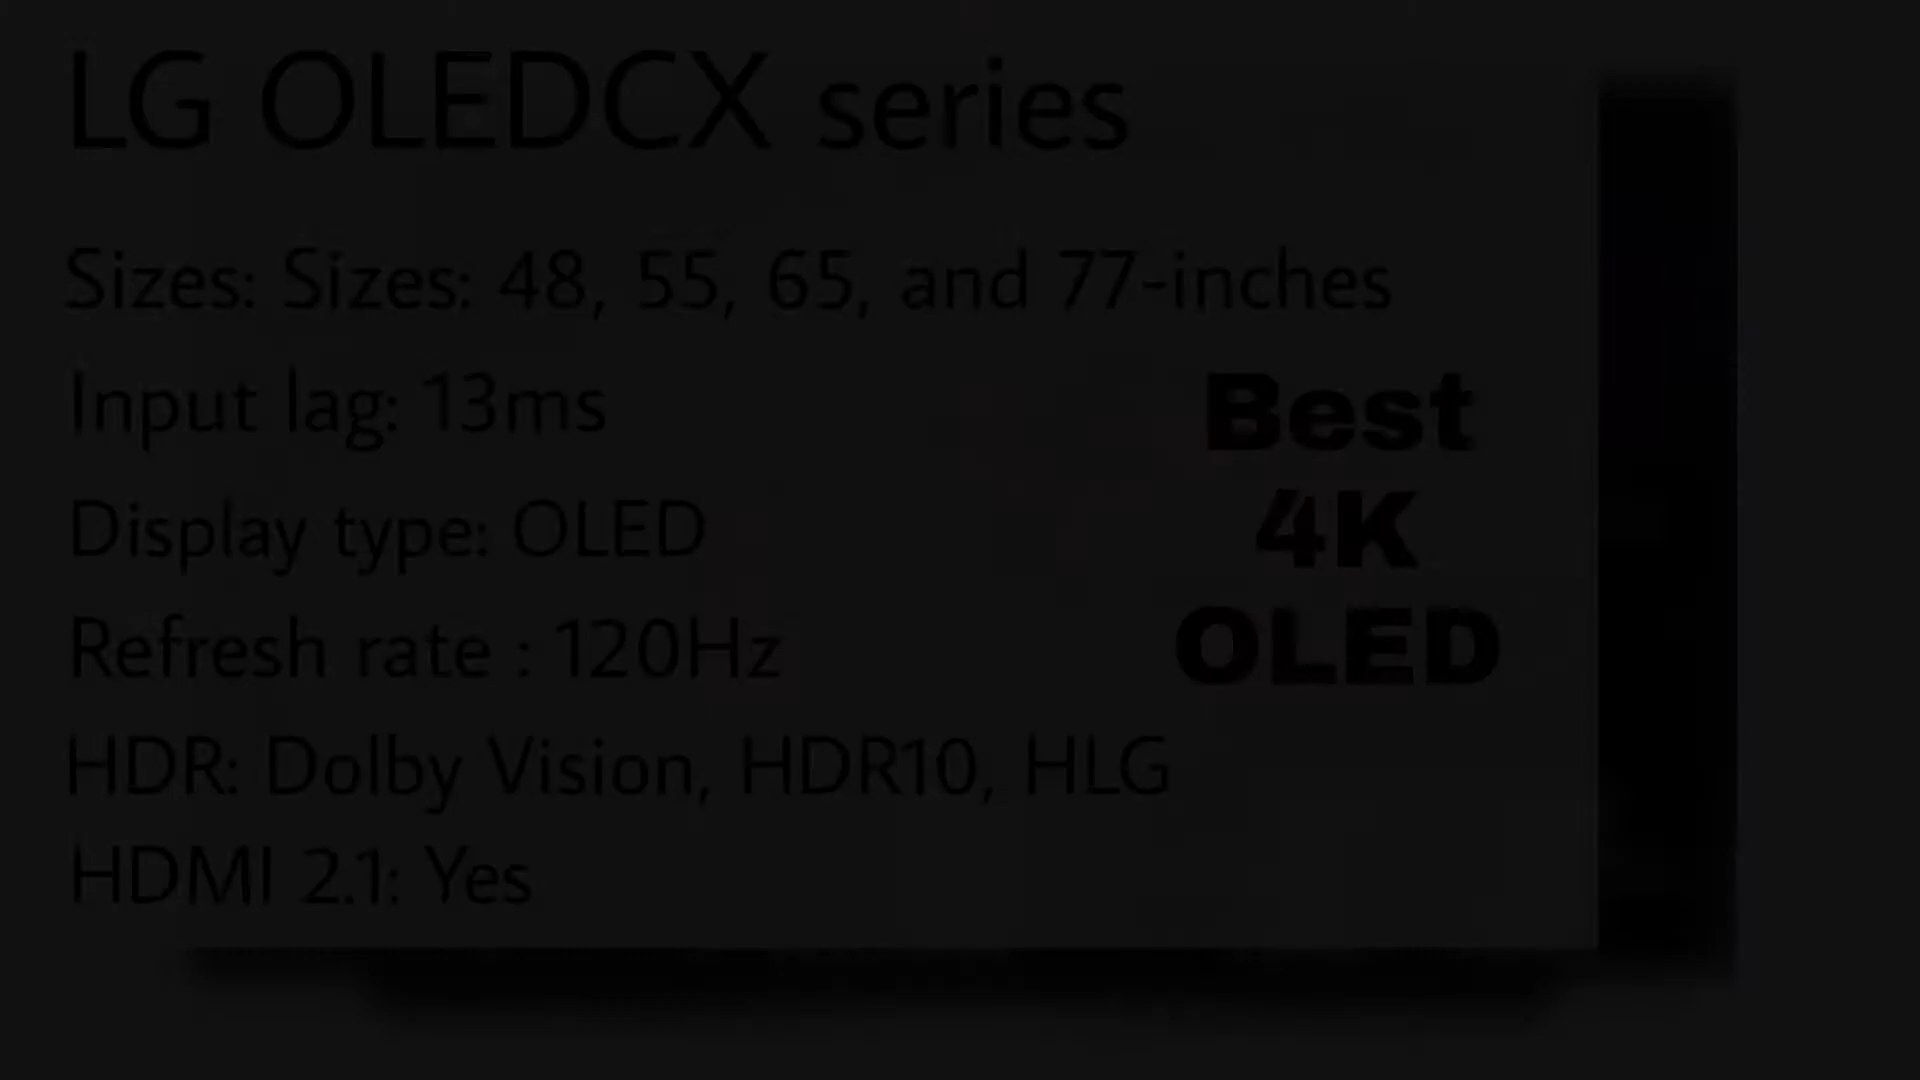 LG OLEDCX series
Sizes: Sizes: 48, 55, 65, and 77-inches
Input lag: 13ms
Display type: OLED
Refresh rate : 120Hz
HDR: Dolby Vision, HDR10, HLG
HDMI 2.1: Yes
Best
4K
OLED